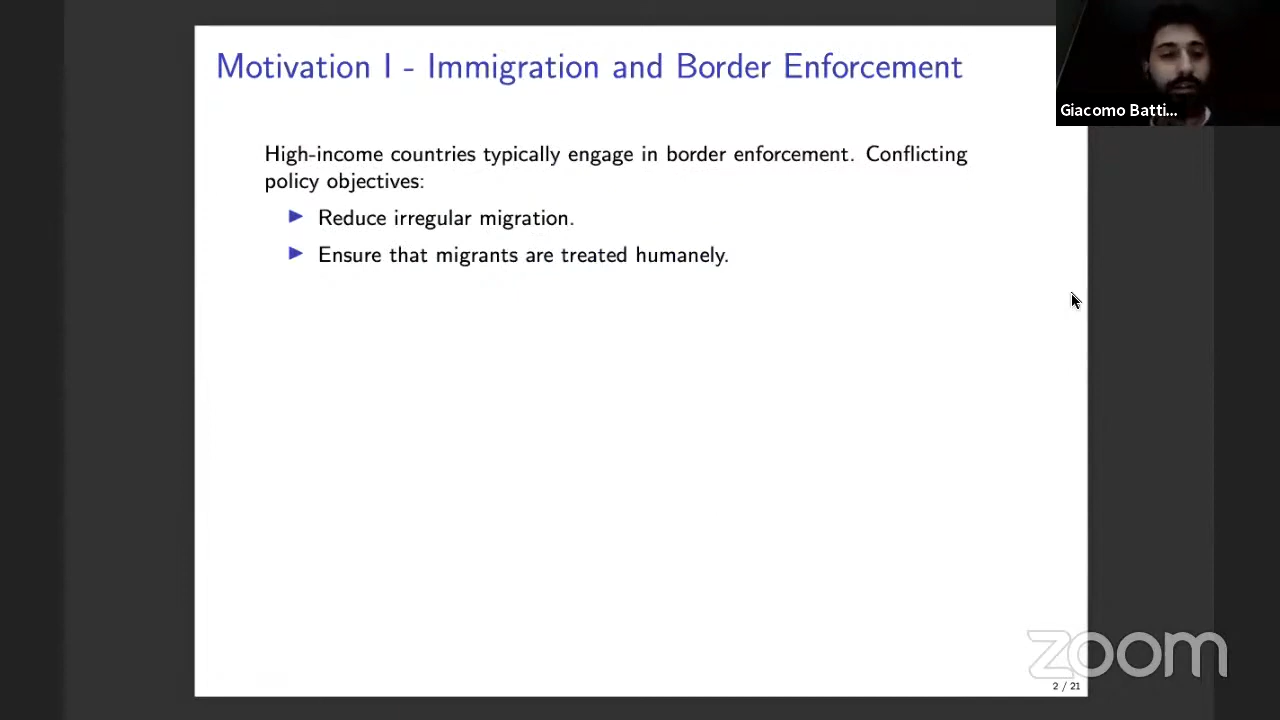 Motivation I - Immigration and Border Enforcement
Giacomo Batti...
High-income countries typically engage in border enforcement. Conflicting
policy objectives:
Reduce irregular migration.
Ensure that migrants are treated humanely.
zoom
2 / 21